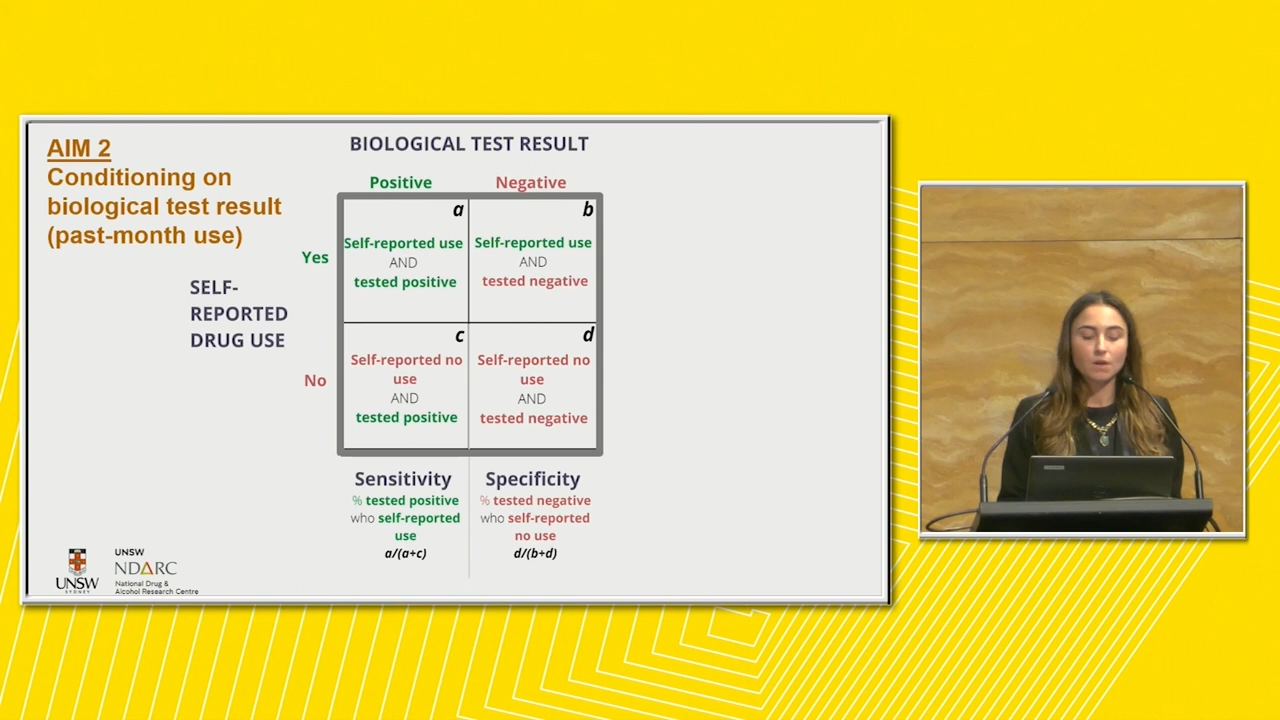 AIM 2
Conditioning on
biological test result
(past-month use)
BIOLOGICAL TEST RESULT
Positive
Negative
SELF-
REPORTED
DRUG USE
Yes
No
a
Self-reported use
AND
tested positive
b
Self-reported use
AND
tested negative
c
Self-reported no
use
AND
tested positive
d
Self-reported no
use
AND
tested negative
Sensitivity
% tested positive
who self-reported
use
a/(a+c)
Specificity
% tested negative
who self-reported
no use
d/(b+d)
UNSW
SYDNEY
UNSW
NDARC
National Drug &
Alcohol Research Centre